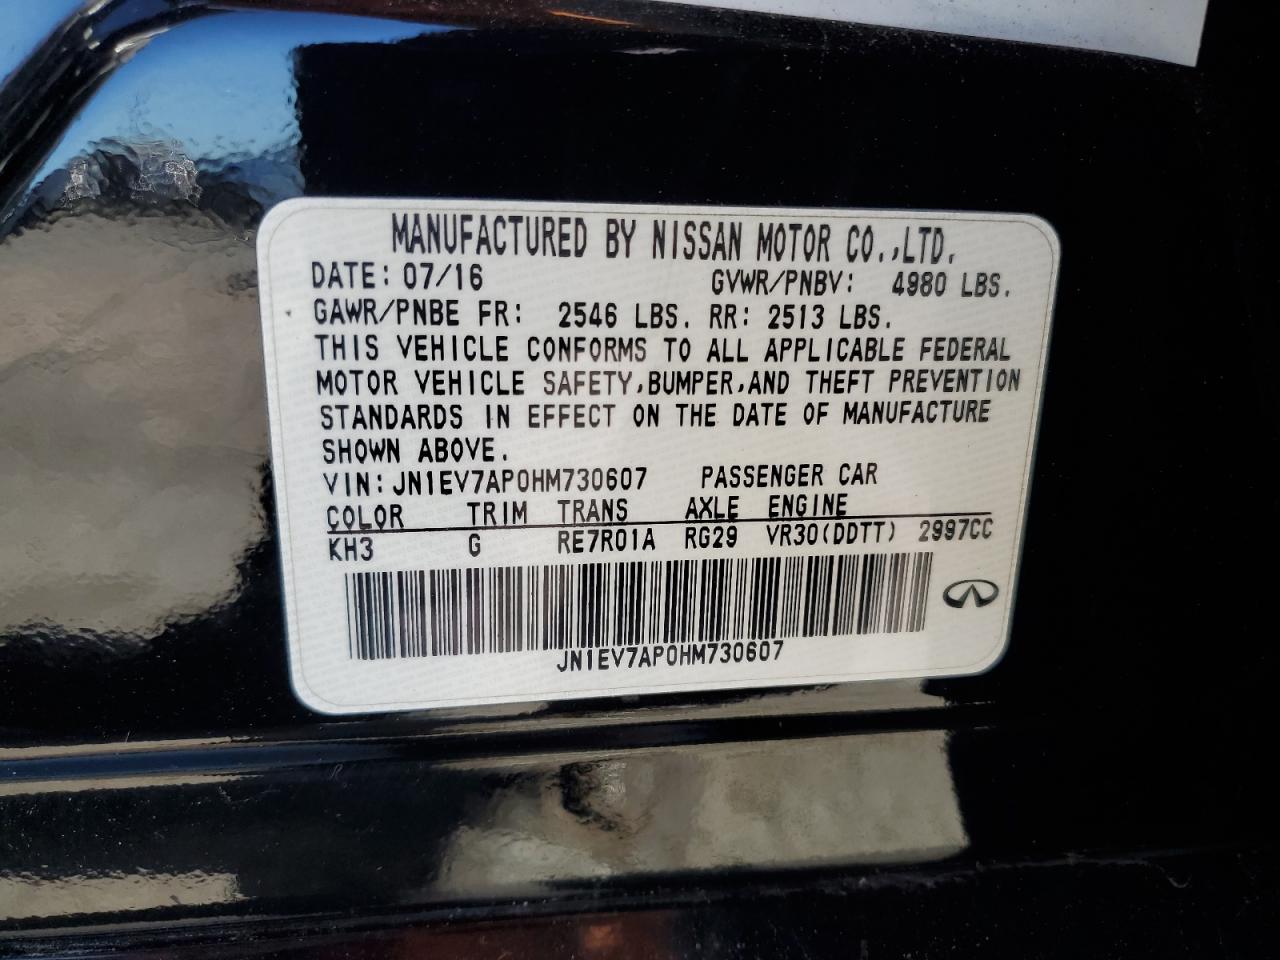 MANUFACTURED BY NISSAN MOTOR CO.,LTD.
DATE: 07/16 GVWR/PNBV: 4980 LBS.
GAWR/PNBE FR: 2546 LBS. RR: 2513 LBS.
THIS VEHICLE CONFORMS TO ALL APPLICABLE FEDERAL
MOTOR VEHICLE SAFETY,BUMPER,AND THEFT PREVENTION
STANDARDS IN EFFECT ON THE DATE OF MANUFACTURE
SHOWN ABOVE.
VIN: JN1EV7AP0HM730607 PASSENGER CAR
COLOR TRIM TRANS AXLE ENGINE
KH3 G RE7R01A RG29 VR30(DDTT) 2997CC
JN1EV7AP0HM730607